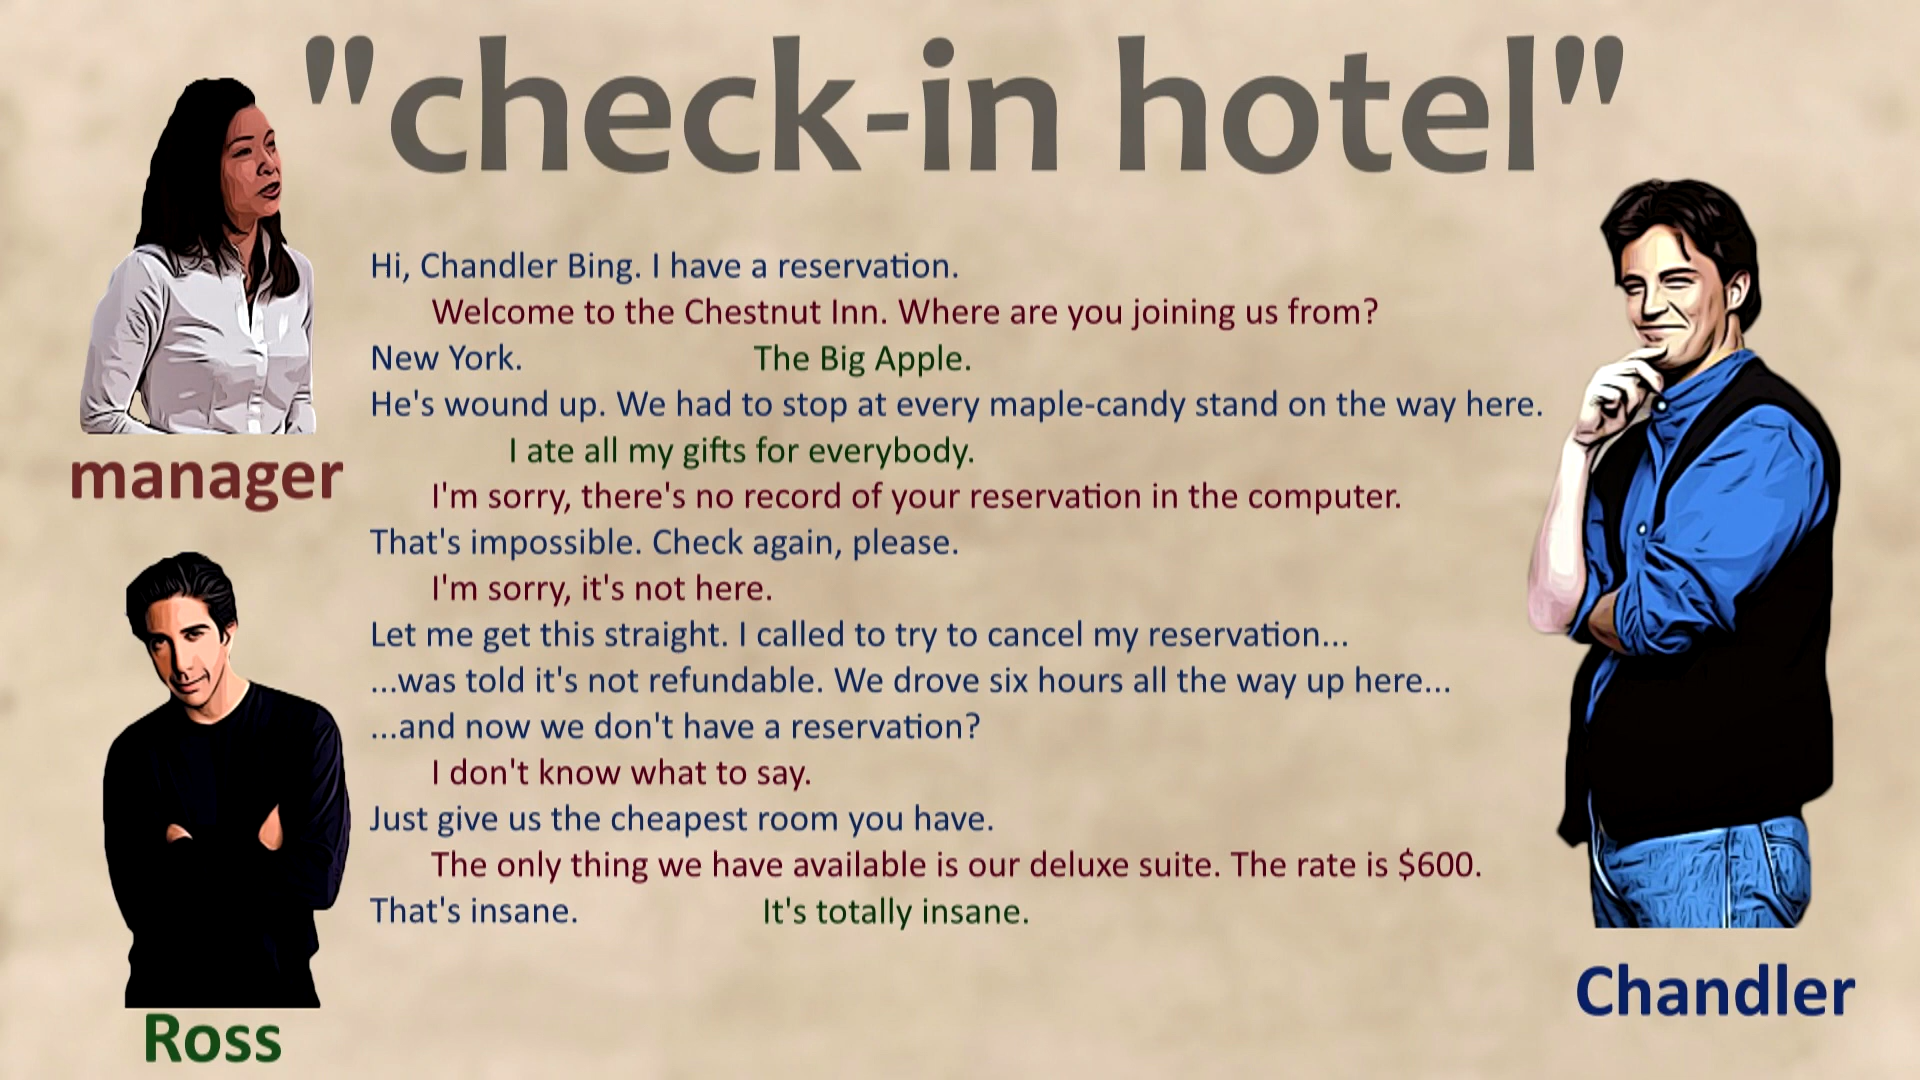 "check-in hotel"
Hi, Chandler Bing. I have a reservation.
Welcome to the Chestnut Inn. Where are you joining us from?
New York. The Big Apple.
He's wound up. We had to stop at every maple-candy stand on the way here.
I ate all my gifts for everybody.
I'm sorry, there's no record of your reservation in the computer.
That's impossible. Check again, please.
I'm sorry, it's not here.
Let me get this straight. I called to try to cancel my reservation...
...was told it's not refundable. We drove six hours all the way up here...
...and now we don't have a reservation?
I don't know what to say.
Just give us the cheapest room you have.
The only thing we have available is our deluxe suite. The rate is $600.
That's insane. It's totally insane.
manager
Ross
Chandler